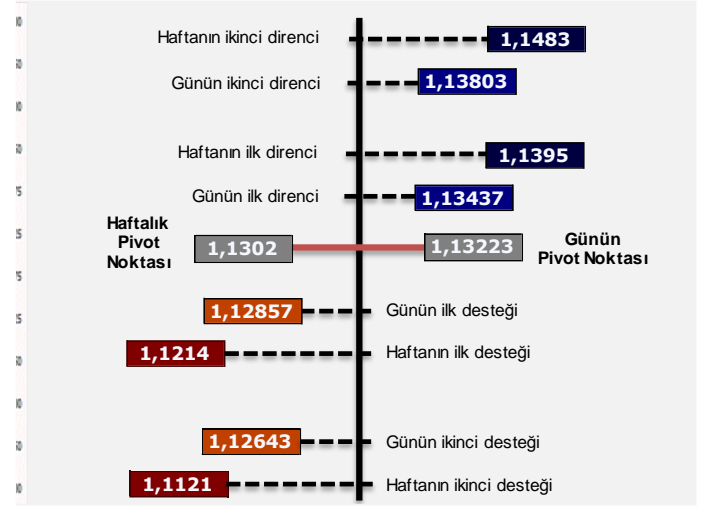 Haftanın ikinci direnci 1,1483
Günün ikinci direnci 1,13803
Haftanın ilk direnci 1,1395
Günün ilk direnci 1,13437
Haftalık
Pivot
Noktası
1,1302 1,13223
Günün
Pivot Noktası
1,12857 Günün ilk desteği
1,1214 Haftanın ilk desteği
1,12643 Günün ikinci desteği
1,1121 Haftanın ikinci desteği